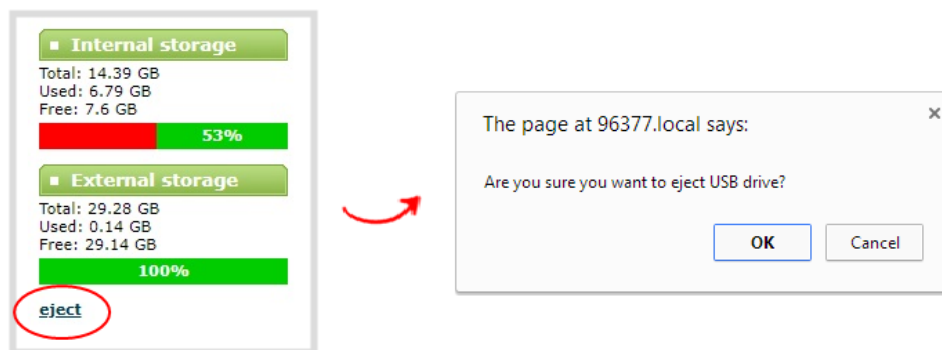 Internal storage
Total: 14.39 GB
Used: 6.79 GB
Free: 7.6 GB
53%
External storage
Total: 29.28 GB
Used: 0.14 GB
Free: 29.14 GB
100%
eject
The page at 96377.local says:
Are you sure you want to eject USB drive?
OK Cancel